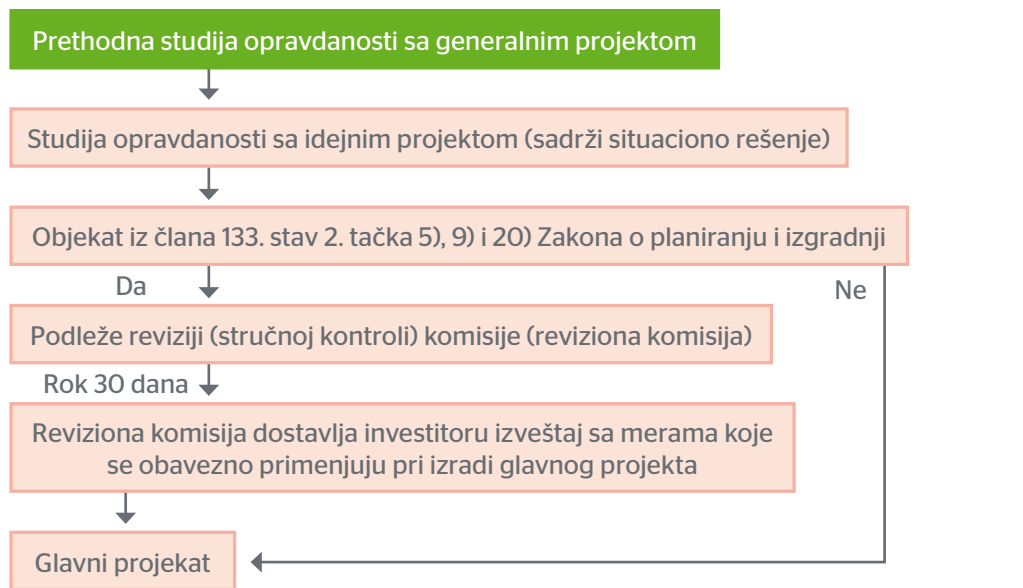 Prethodna studija opravdanosti sa generalnim projektom
Studija opravdanosti sa idejnim projektom (sadrži situaciono rešenje)
Objekat iz člana 133. stav 2. tačka 5), 9) i 20) Zakona o planiranju i izgradnji
Da
Ne
Podleže reviziji (stručnoj kontroli) komisije (reviziona komisija)
Rok 30 dana
Reviziona komisija dostavlja investitoru izveštaj sa merama koje
se obavezno primenjuju pri izradi glavnog projekta
Glavni projekat